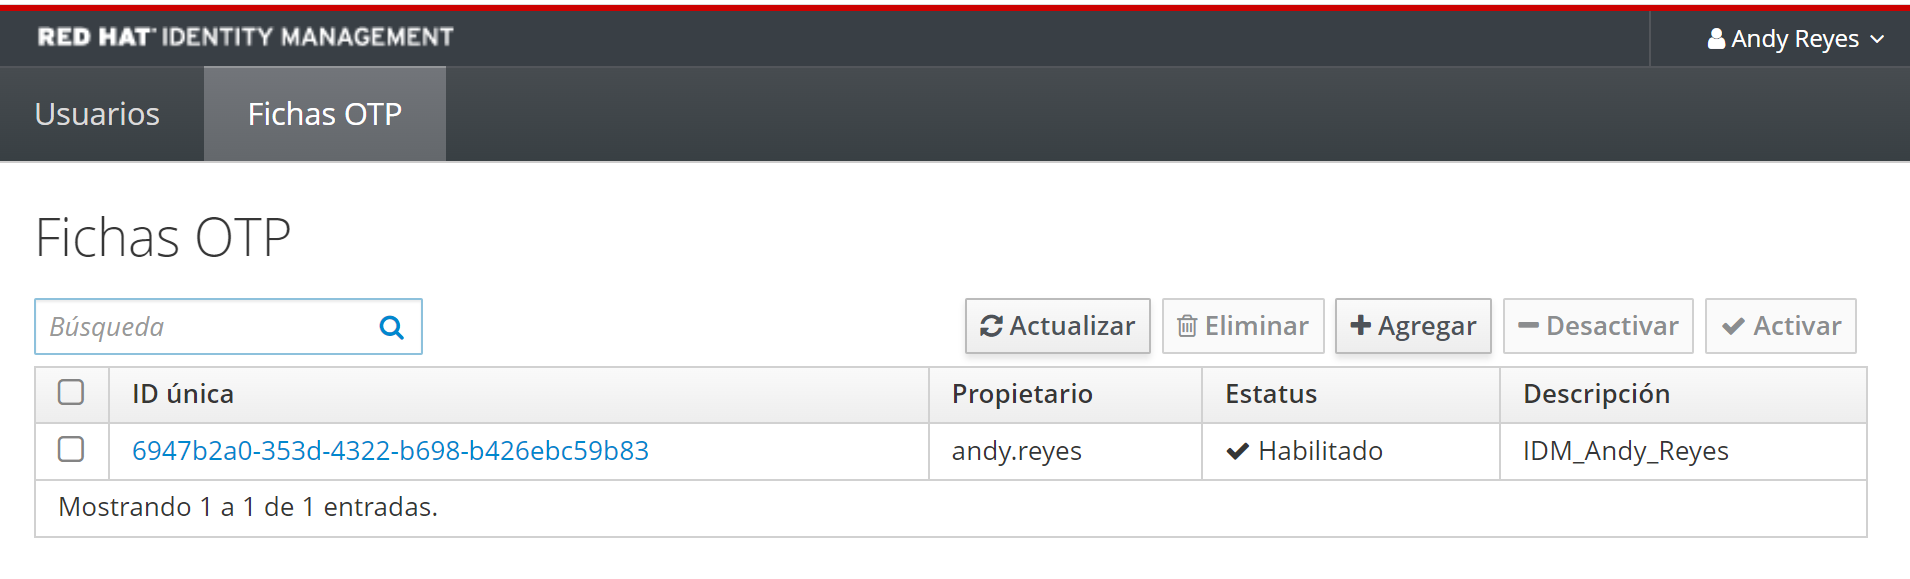 RED HAT IDENTITY MANAGEMENT
Andy Reyes
Usuarios Fichas OTP
Fichas OTP
Búsqueda Actualizar Eliminar Agregar Desactivar Activar
ID única Propietario Estatus Descripción
6947b2a0-353d-4322-b698-b426ebc59b83 andy.reyes Habilitado IDM_Andy_Reyes
Mostrando 1 a 1 de 1 entradas.